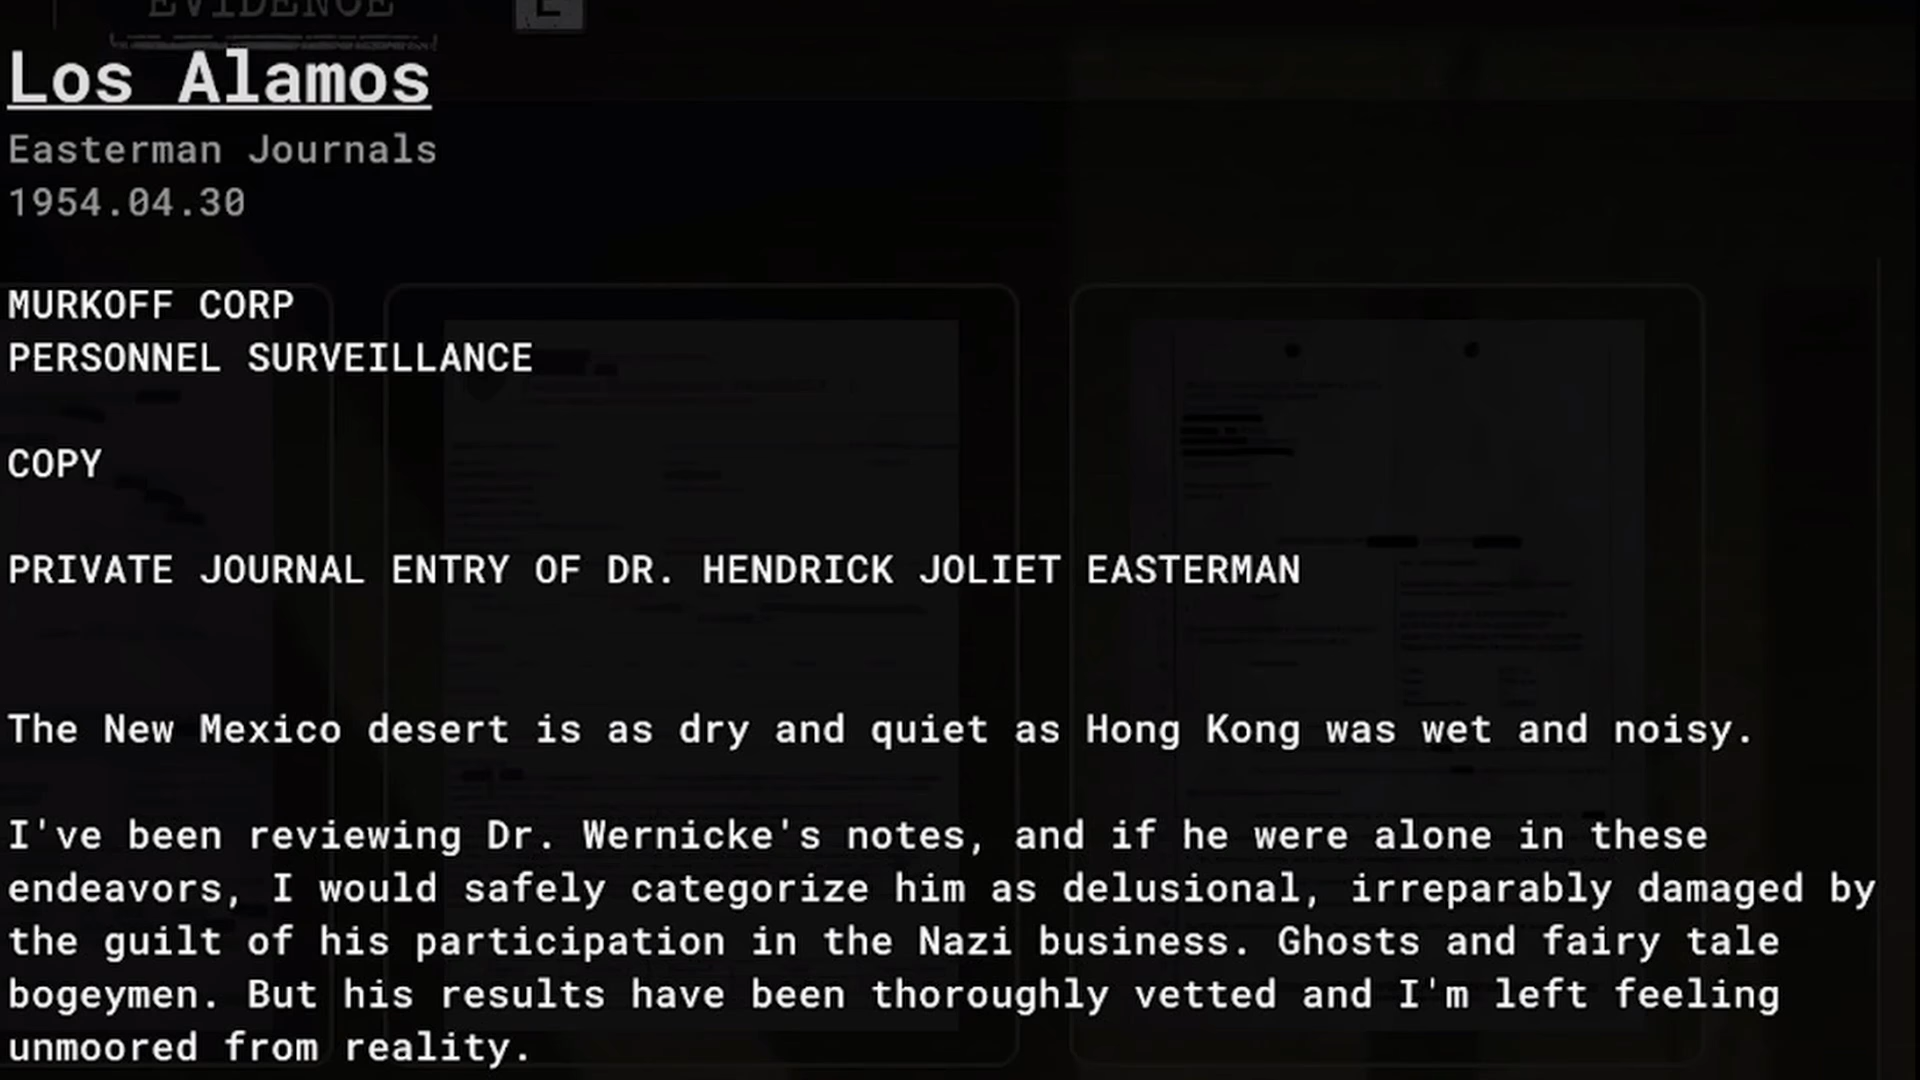 EVIDENCE
E
Los Alamos
Easterman Journals
1954.04.30
MURKOFF CORP
PERSONNEL SURVEILLANCE
COPY
PRIVATE JOURNAL ENTRY OF DR. HENDRICK JOLIET EASTERMAN
The New Mexico desert is as dry and quiet as Hong Kong was wet and noisy.
I've been reviewing Dr. Wernicke's notes, and if he were alone in these
endeavors, I would safely categorize him as delusional, irreparably damaged by
the guilt of his participation in the Nazi business. Ghosts and fairy tale
bogeymen. But his results have been thoroughly vetted and I'm left feeling
unmoored from reality.